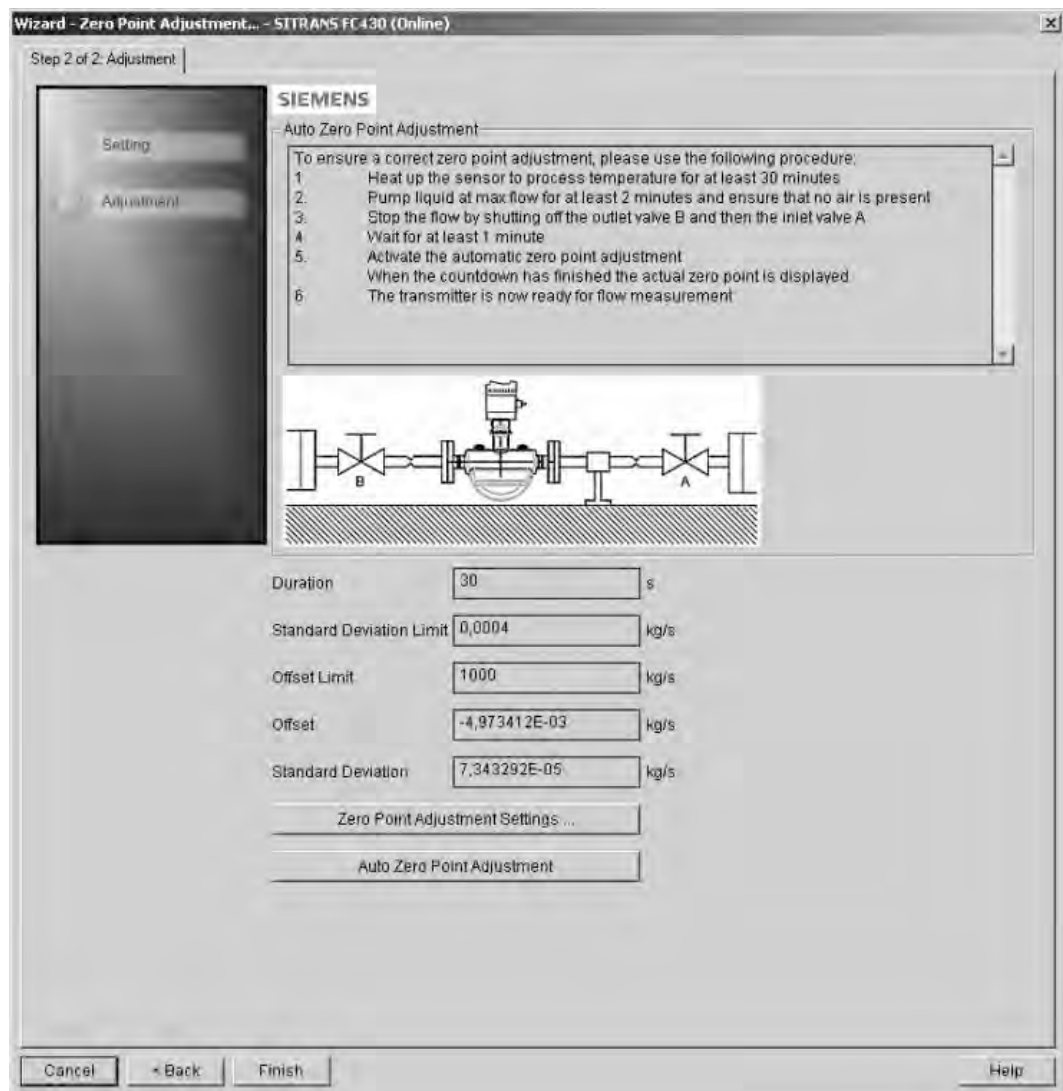 Wizard - Zero Point Adjustment... - SITRANS FC430 (Online)
Step 2 of 2: Adjustment
Setting
Adjustment
SIEMENS
Auto Zero Point Adjustment
To ensure a correct zero point adjustment, please use the following procedure:
1 Heat up the sensor to process temperature for at least 30 minutes
2. Pump liquid at max flow for at least 2 minutes and ensure that no air is present
3. Stop the flow by shutting off the outlet valve B and then the inlet valve A
4 Wait for at least 1 minute
5. Activate the automatic zero point adjustment
When the countdown has finished the actual zero point is displayed
6 The transmitter is now ready for flow measurement
B
A
Duration 30 s
Standard Deviation Limit 0,0004 kg/s
Offset Limit 1000 kg/s
Offset -4,973412E-03 kg/s
Standard Deviation 7,343292E-05 kg/s
Zero Point Adjustment Settings ...
Auto Zero Point Adjustment
Cancel < Back Finish Help